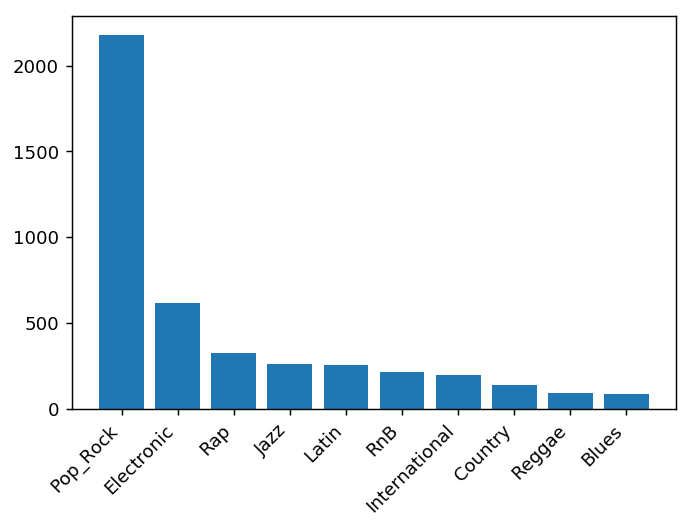 2000
1500
1000
500
0
Pop_Rock
Electronic
Rap
Jazz
Latin
RnB
International
Country
Reggae
Blues